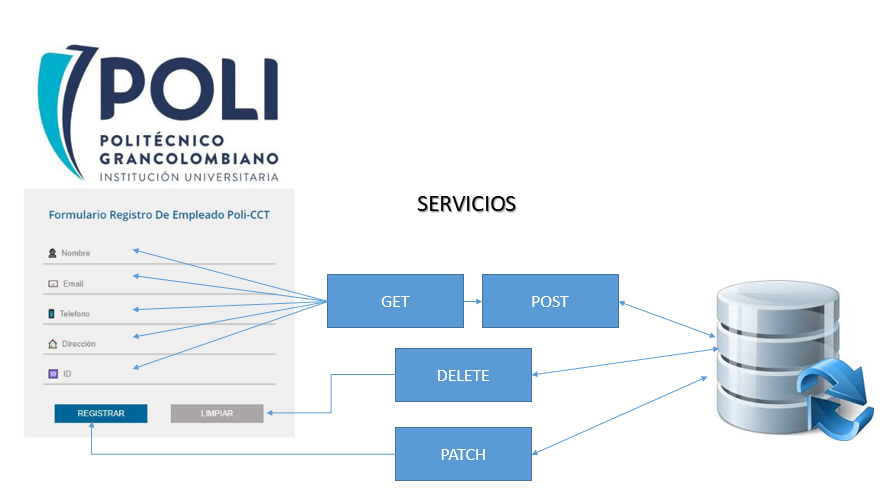 POLI
POLITÉCNICO
GRANCOLOMBIANO
INSTITUCIÓN UNIVERSITARIA
Formulario Registro De Empleado Poli-CCT
Nombre
Email
Telefono
Dirección
ID
REGISTRAR
LIMPIAR
SERVICIOS
GET
POST
DELETE
PATCH